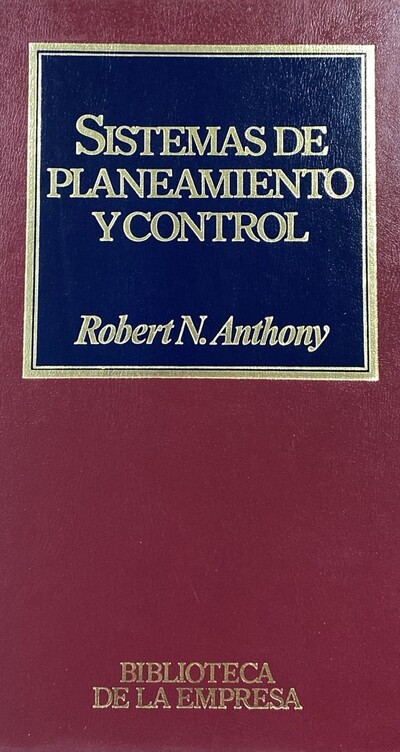 SISTEMAS DE
PLANEAMIENTO
Y CONTROL
Robert N. Anthony
BIBLIOTECA
DE LA EMPRESA